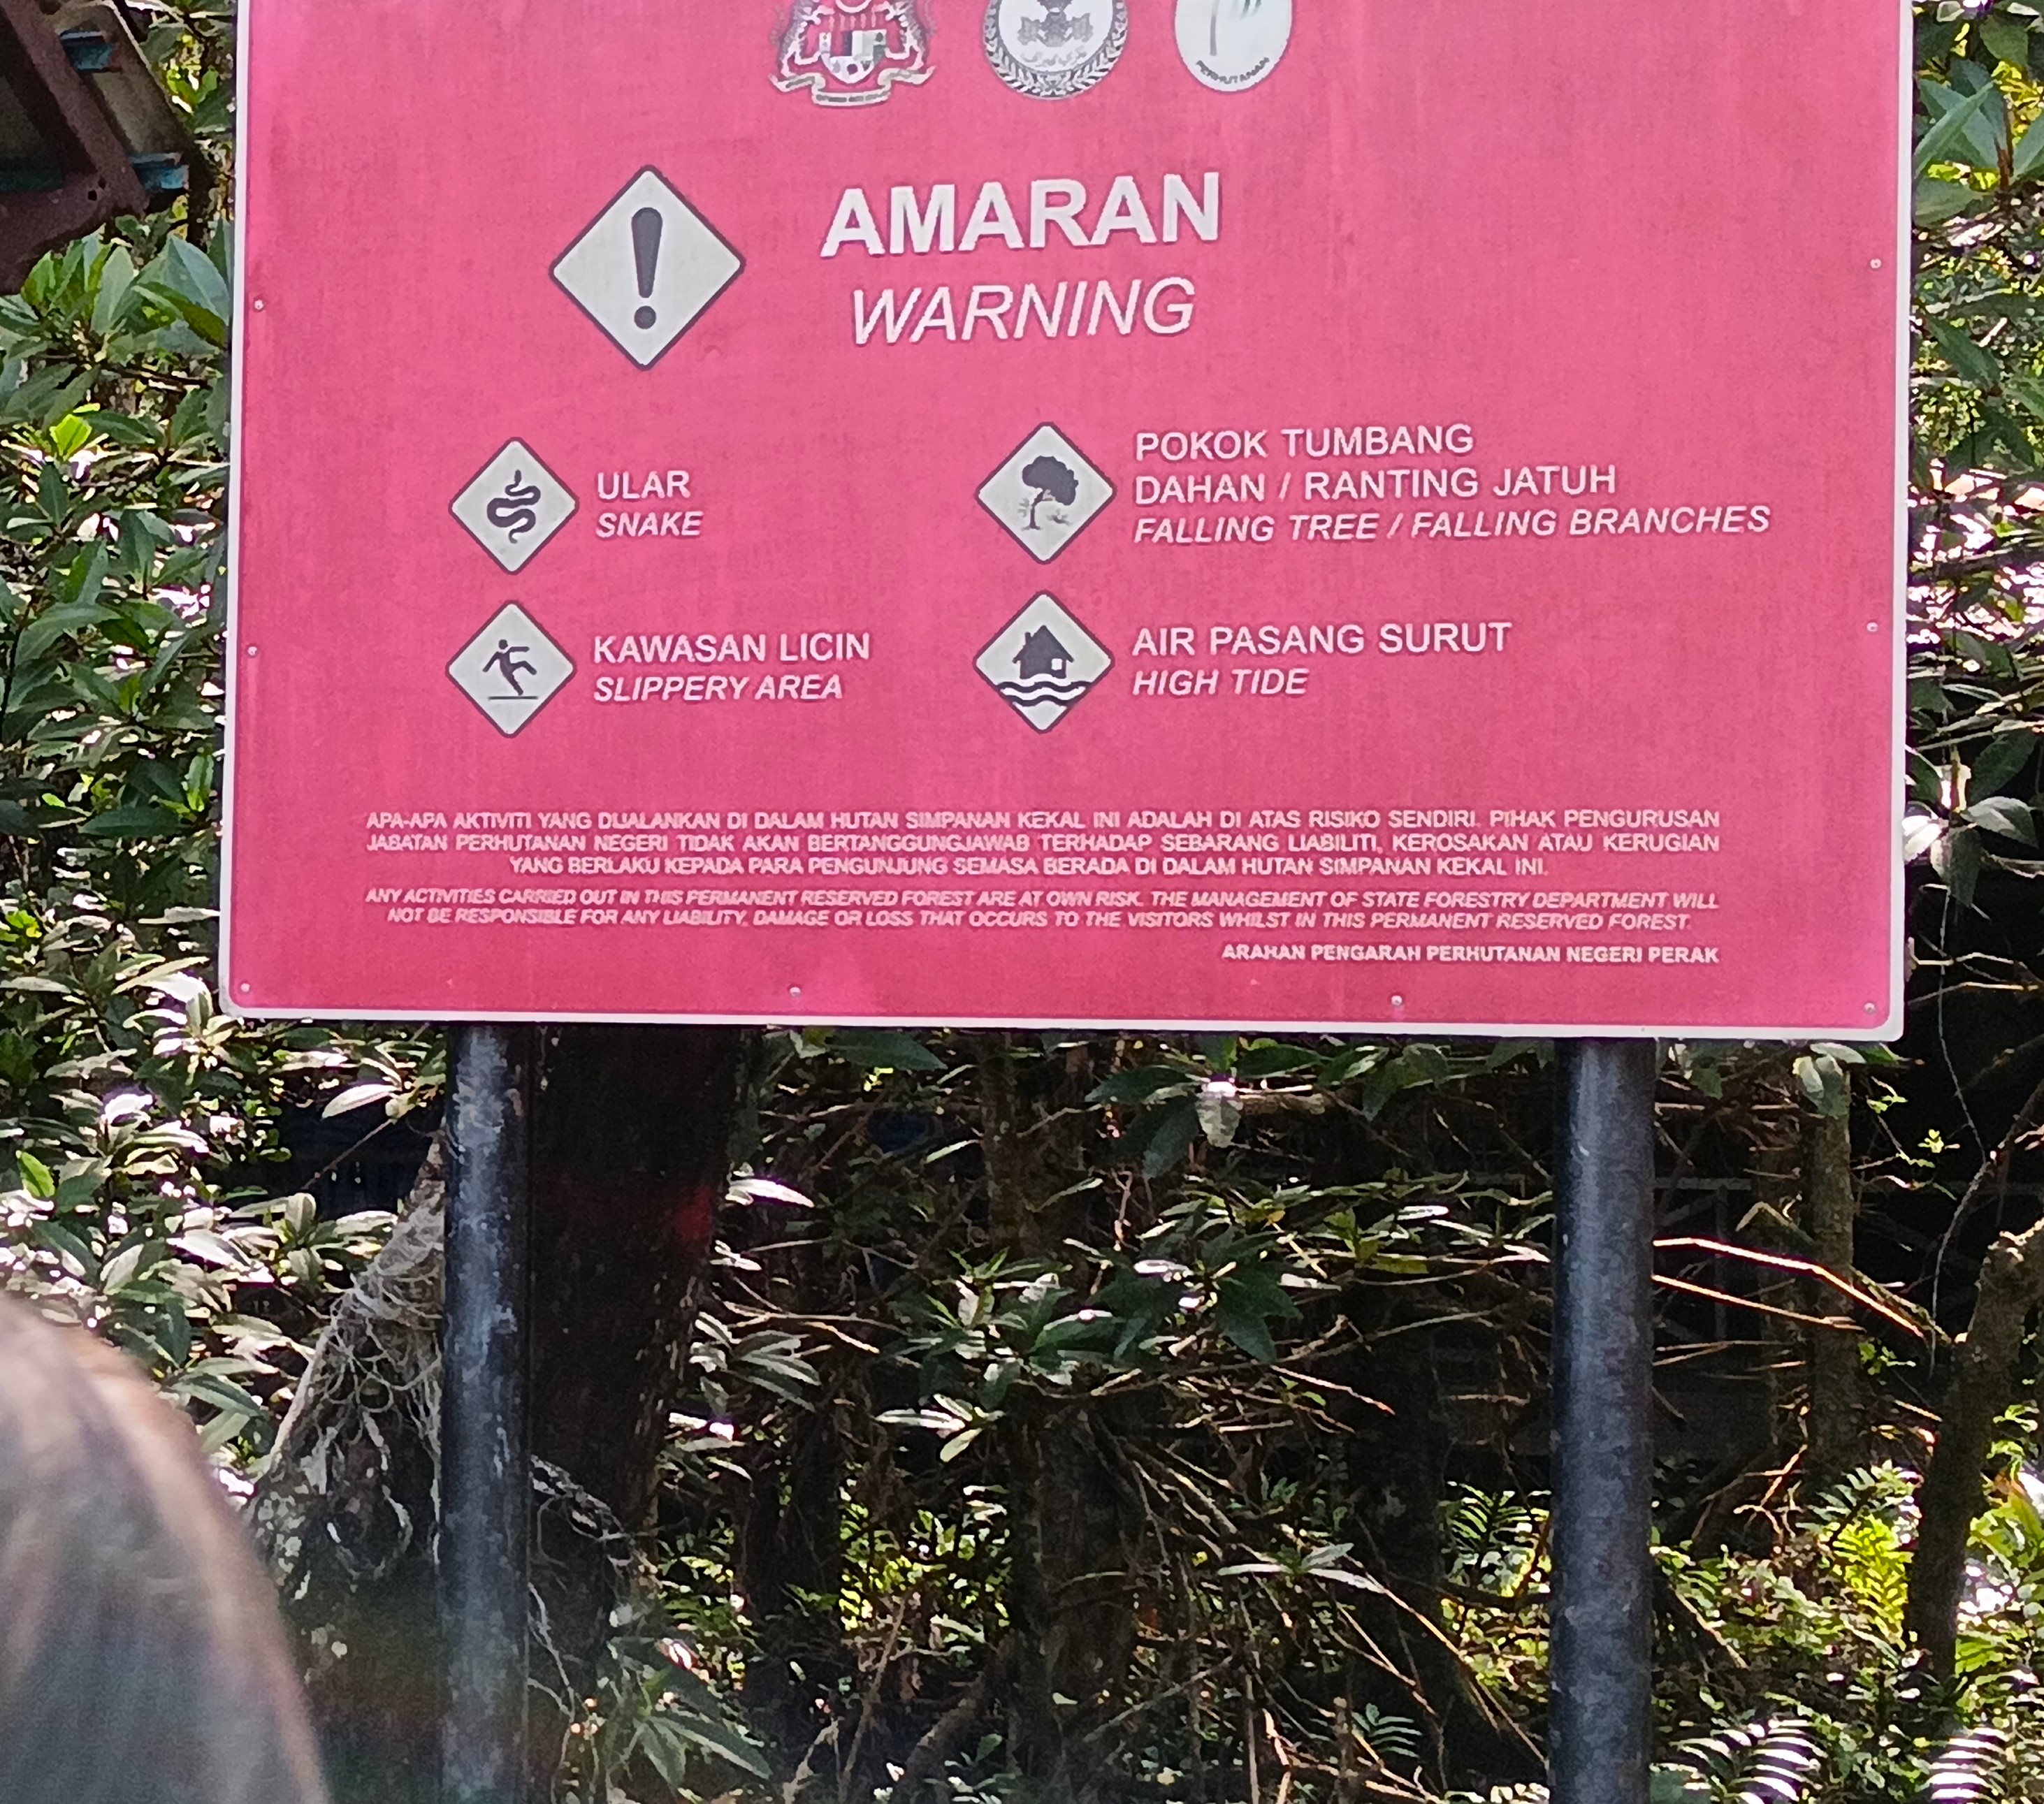 PERHUTANAN
AMARAN
WARNING
ULAR
SNAKE
POKOK TUMBANG
DAHAN / RANTING JATUH
FALLING TREE / FALLING BRANCHES
KAWASAN LICIN
SLIPPERY AREA
AIR PASANG SURUT
HIGH TIDE
APA-APA AKTIVITI YANG DIJALANKAN DI DALAM HUTAN SIMPANAN KEKAL INI ADALAH DI ATAS RISIKO SENDIRI. PIHAK PENGURUSAN
JABATAN PERHUTANAN NEGERI TIDAK AKAN BERTANGGUNGJAWAB TERHADAP SEBARANG LIABILITI, KEROSAKAN ATAU KERUGIAN
YANG BERLAKU KEPADA PARA PENGUNJUNG SEMASA BERADA DI DALAM HUTAN SIMPANAN KEKAL INI.
ANY ACTIVITIES CARRIED OUT IN THIS PERMANENT RESERVED FOREST ARE AT OWN RISK. THE MANAGEMENT OF STATE FORESTRY DEPARTMENT WILL
NOT BE RESPONSIBLE FOR ANY LIABILITY, DAMAGE OR LOSS THAT OCCURS TO THE VISITORS WHILST IN THIS PERMANENT RESERVED FOREST.
ARAHAN PENGARAH PERHUTANAN NEGERI PERAK